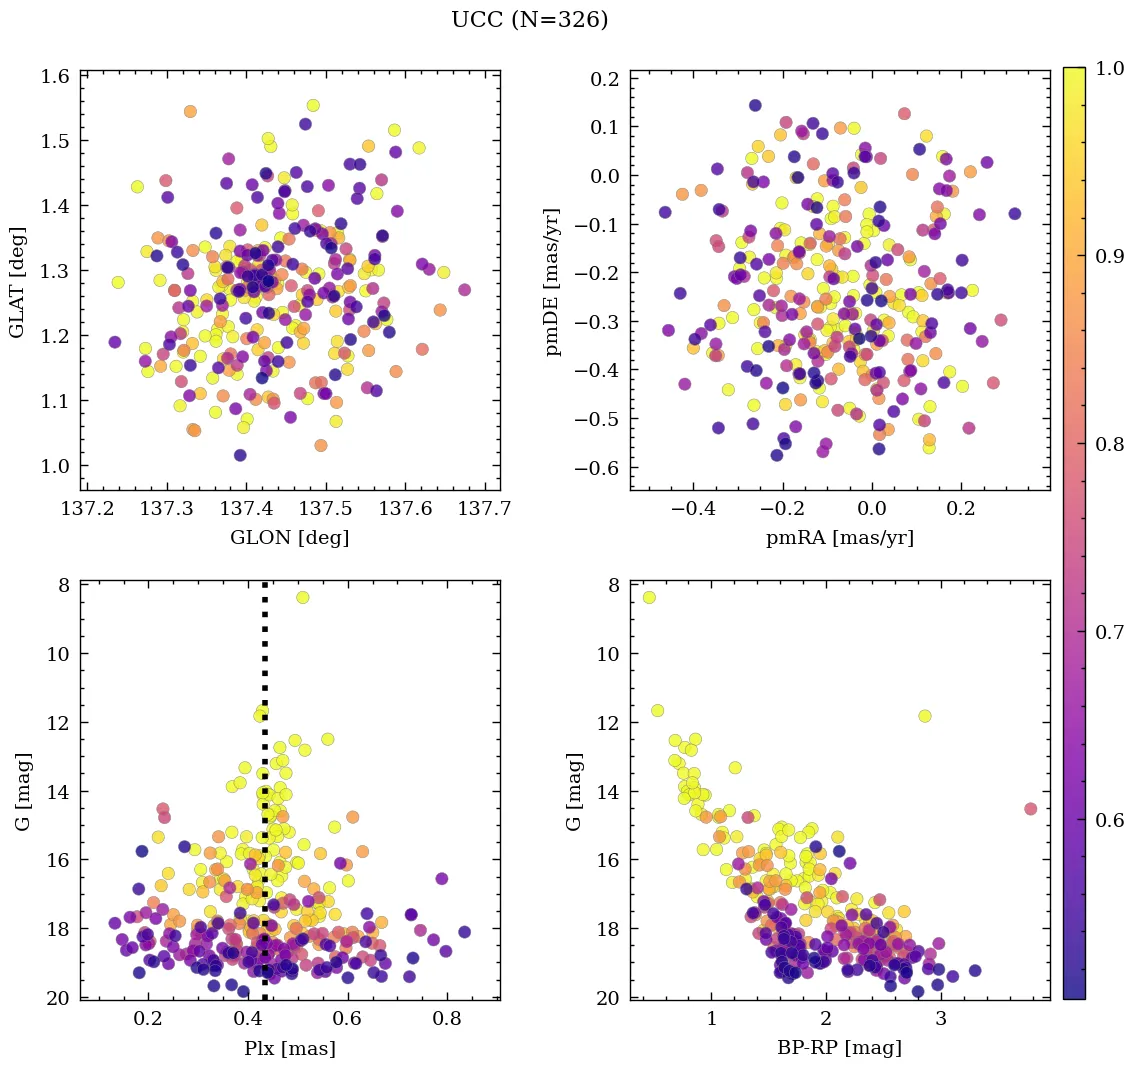 UCC (N=326)
1.6
1.5
1.4
1.3
1.2
1.1
1.0
GLAT [deg]
137.2 137.3 137.4 137.5 137.6 137.7
GLON [deg]
0.2
0.1
0.0
−0.1
−0.2
−0.3
−0.4
−0.5
−0.6
pmDE [mas/yr]
−0.4 −0.2 0.0 0.2
pmRA [mas/yr]
8
10
12
14
16
18
20
G [mag]
0.2 0.4 0.6 0.8
Plx [mas]
8
10
12
14
16
18
20
G [mag]
1 2 3
BP-RP [mag]
1.0
0.9
0.8
0.7
0.6